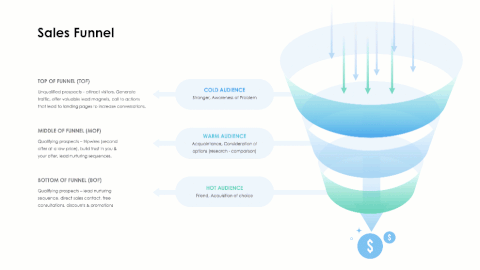 Sales Funnel
TOP OF FUNNEL (TOF)
Unqualified prospects - attract visitors. Generate
traffic, offer valuable lead magnets, call to action
that lead to landing pages to increase conversions.
COLD AUDIENCE
Stranger, Awareness of Problem
MIDDLE OF FUNNEL (MOF)
Qualifying prospects - Nurture personal
offer at a low point, build trust in you &
your offer, lead nurturing sequences.
WARM AUDIENCE
Acquaintance, Consideration of
options (research - comparison)
BOTTOM OF FUNNEL (BOF)
Qualifying prospects - lead nurturing
sequence, direct sales contact, free
consultations, discounts & promotions
HOT AUDIENCE
Friend, Acquisition of choice
$
$